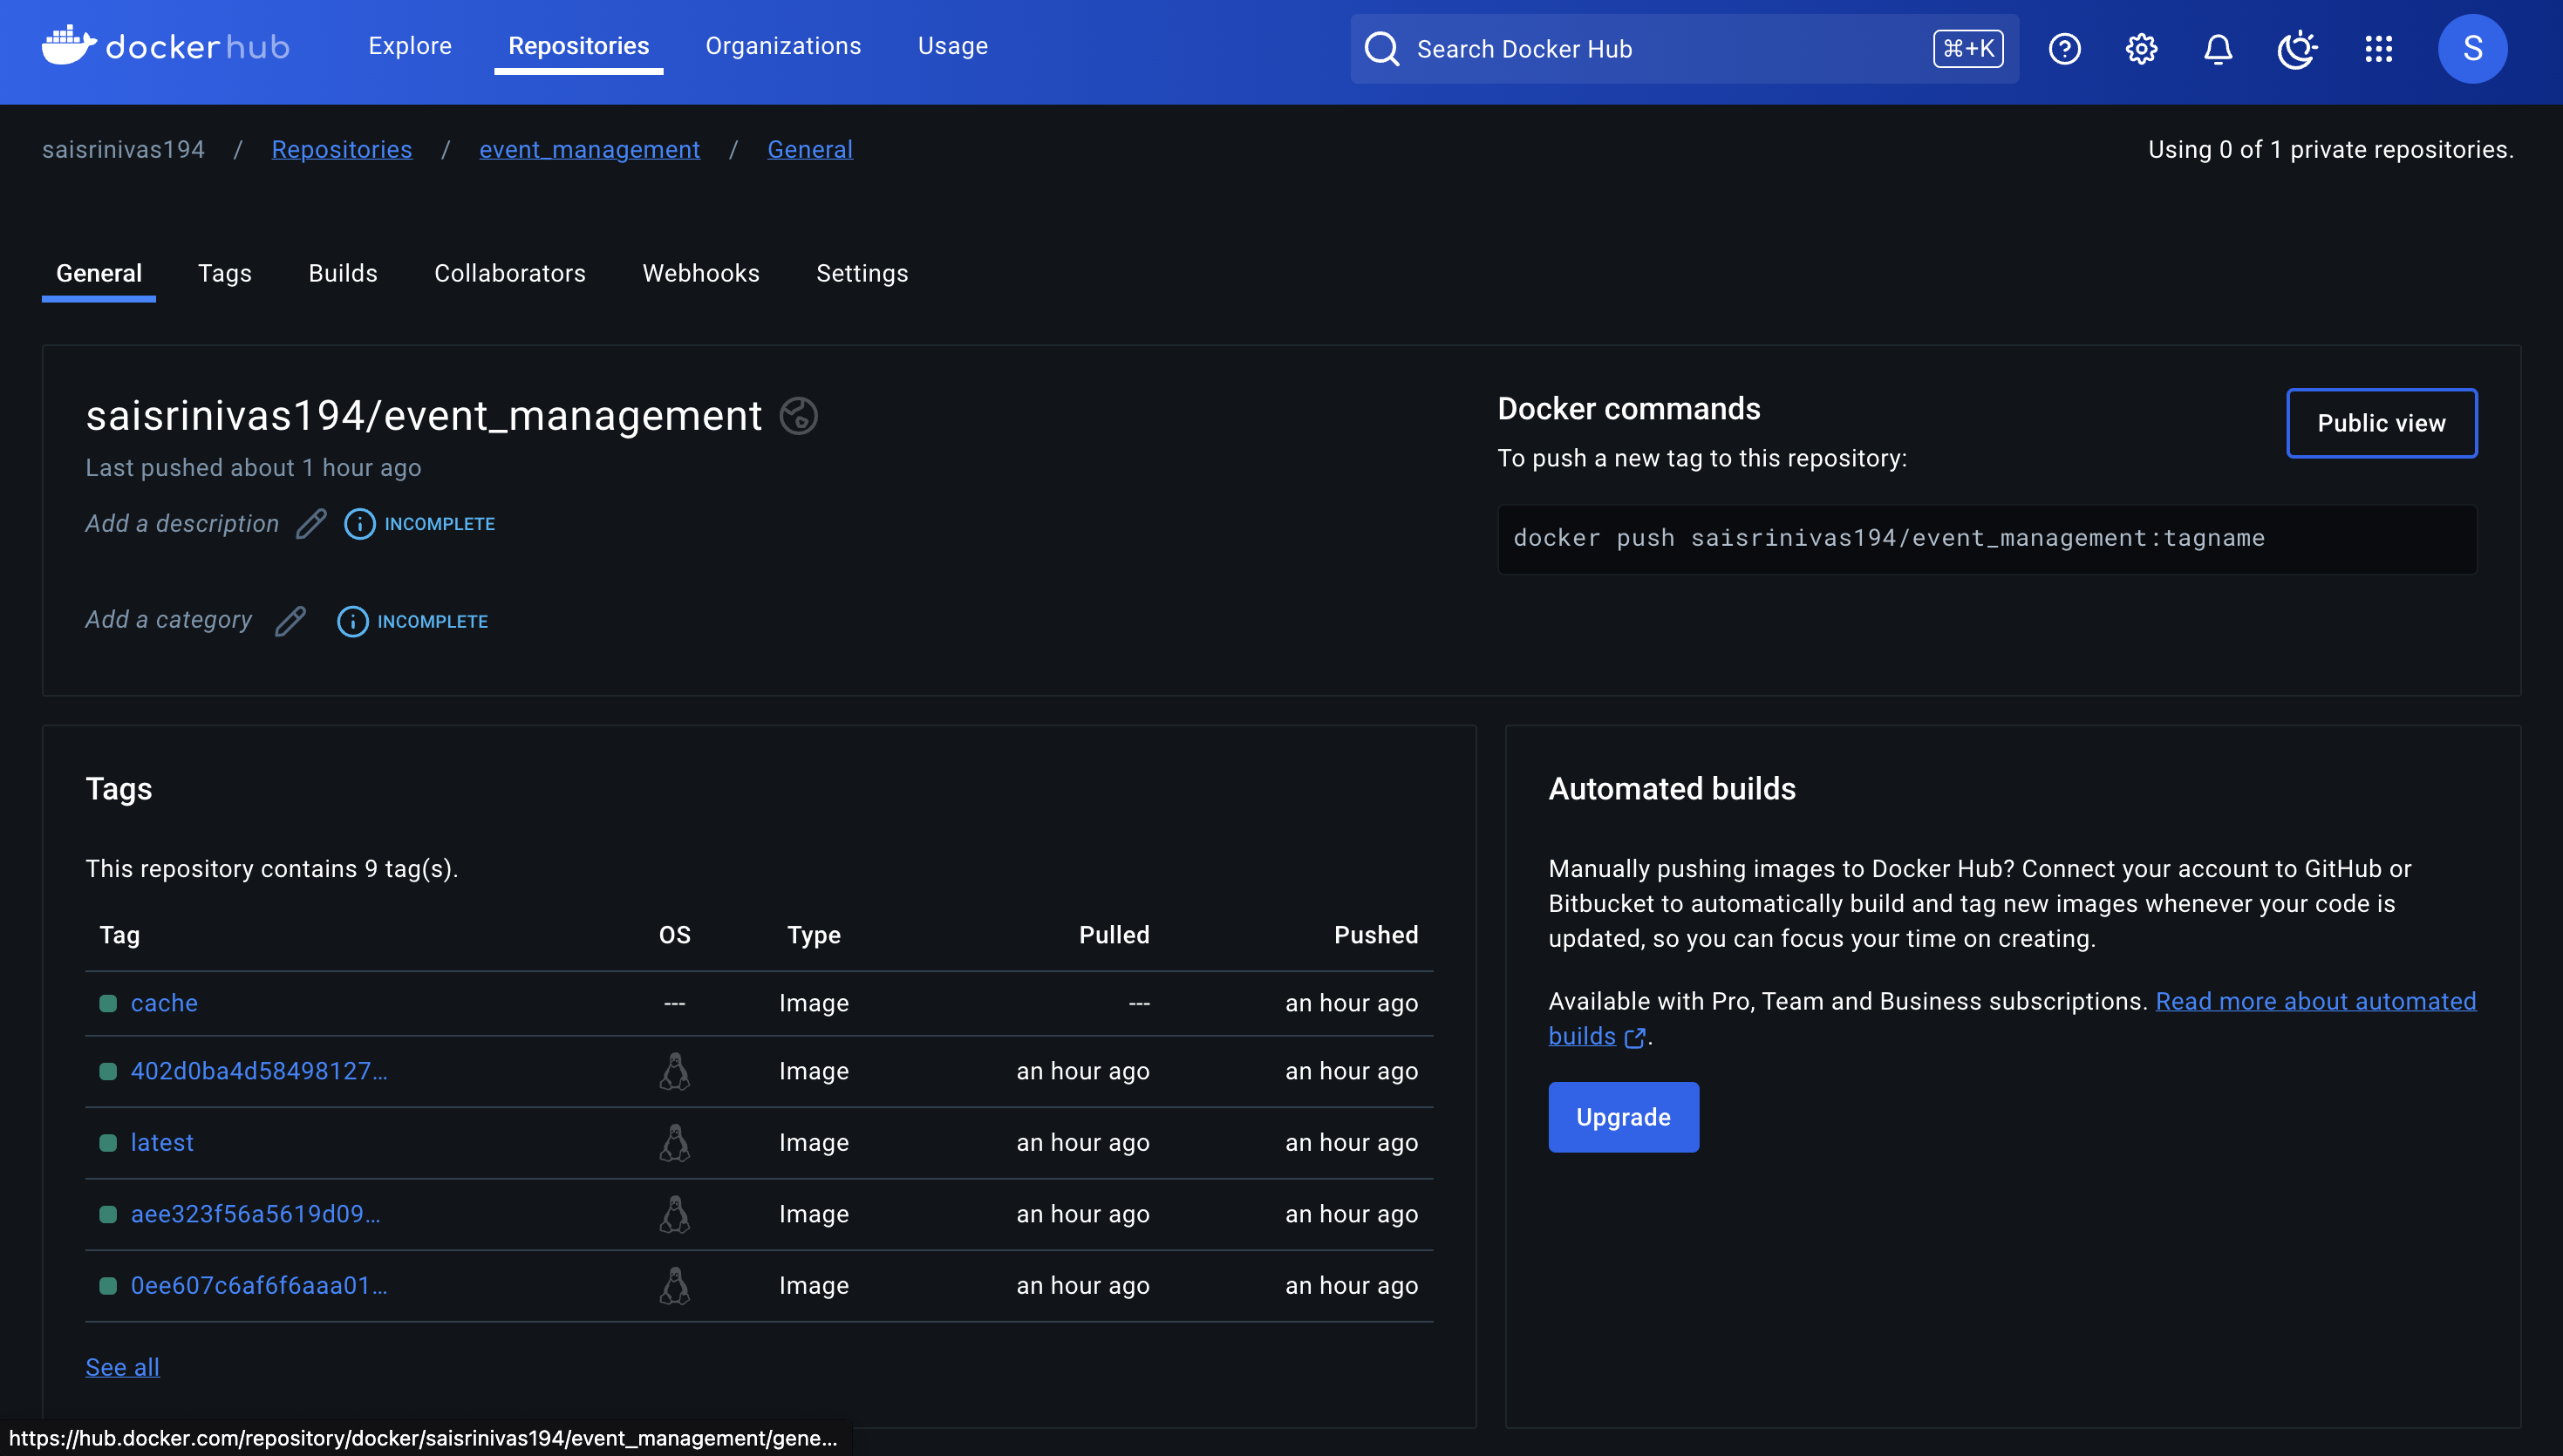 dockerhub Explore Repositories Organizations Usage Search Docker Hub ⌘+K S
saisrinivas194 / Repositories / event_management / General Using 0 of 1 private repositories.
General Tags Builds Collaborators Webhooks Settings
saisrinivas194/event_management
Last pushed about 1 hour ago
Add a description INCOMPLETE
Add a category INCOMPLETE
Docker commands
Public view
To push a new tag to this repository:
docker push saisrinivas194/event_management:tagname
Tags
This repository contains 9 tag(s).
Tag OS Type Pulled Pushed
cache --- Image --- an hour ago
402d0ba4d58498127… Image an hour ago an hour ago
latest Image an hour ago an hour ago
aee323f56a5619d09… Image an hour ago an hour ago
0ee607c6af6f6aaa01… Image an hour ago an hour ago
See all
Automated builds
Manually pushing images to Docker Hub? Connect your account to GitHub or
Bitbucket to automatically build and tag new images whenever your code is
updated, so you can focus your time on creating.
Available with Pro, Team and Business subscriptions. Read more about automated
builds .
Upgrade
https://hub.docker.com/repository/docker/saisrinivas194/event_management/gene...